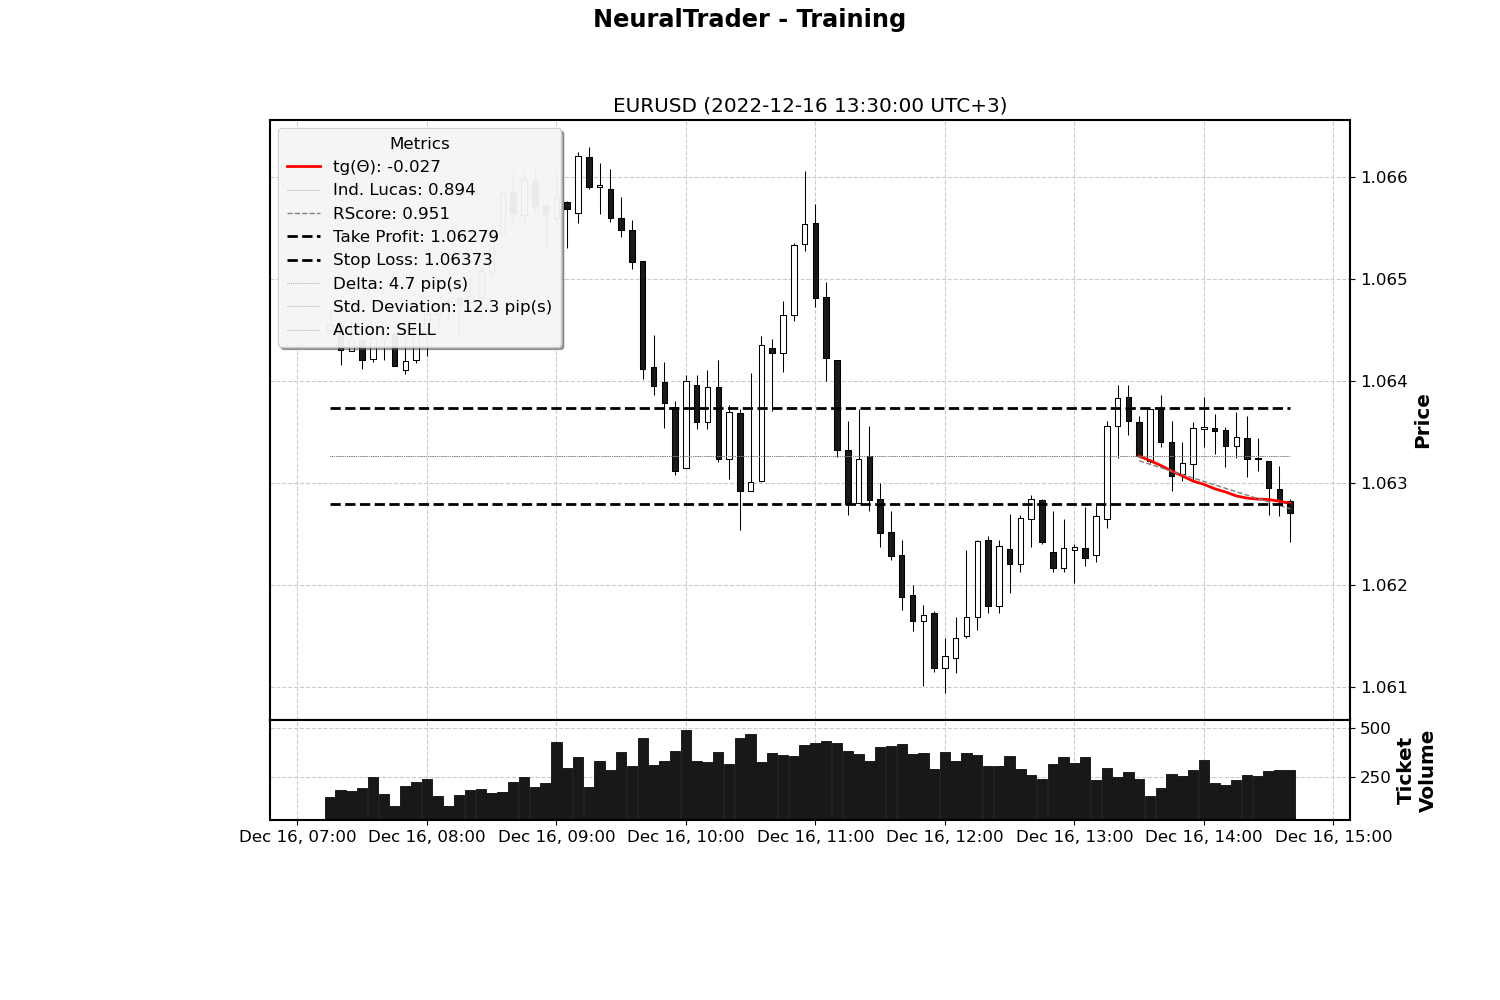 NeuralTrader - Training
EURUSD (2022-12-16 13:30:00 UTC+3)
Metrics
tg(Θ): -0.027
Ind. Lucas: 0.894
RScore: 0.951
Take Profit: 1.06279
Stop Loss: 1.06373
Delta: 4.7 pip(s)
Std. Deviation: 12.3 pip(s)
Action: SELL
1.066
1.065
1.064
1.063
1.062
1.061
Price
500
250
Ticket
Volume
Dec 16, 07:00 Dec 16, 08:00 Dec 16, 09:00 Dec 16, 10:00 Dec 16, 11:00 Dec 16, 12:00 Dec 16, 13:00 Dec 16, 14:00 Dec 16, 15:00